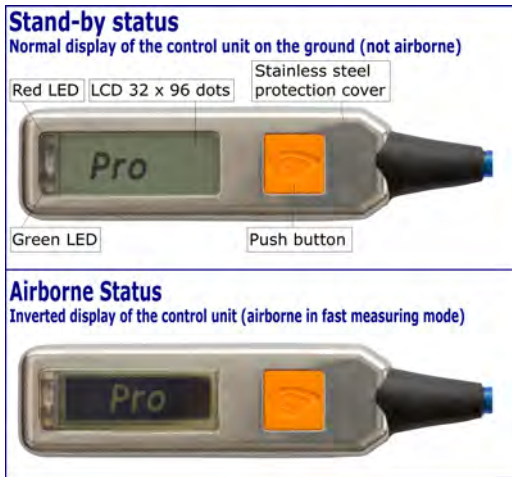 Stand-by status
Normal display of the control unit on the ground (not airborne)
Stainless steel
protection cover
Red LED
LCD 32 x 96 dots
Pro
Green LED
Push button
Airborne Status
Inverted display of the control unit (airborne in fast measuring mode)
Pro